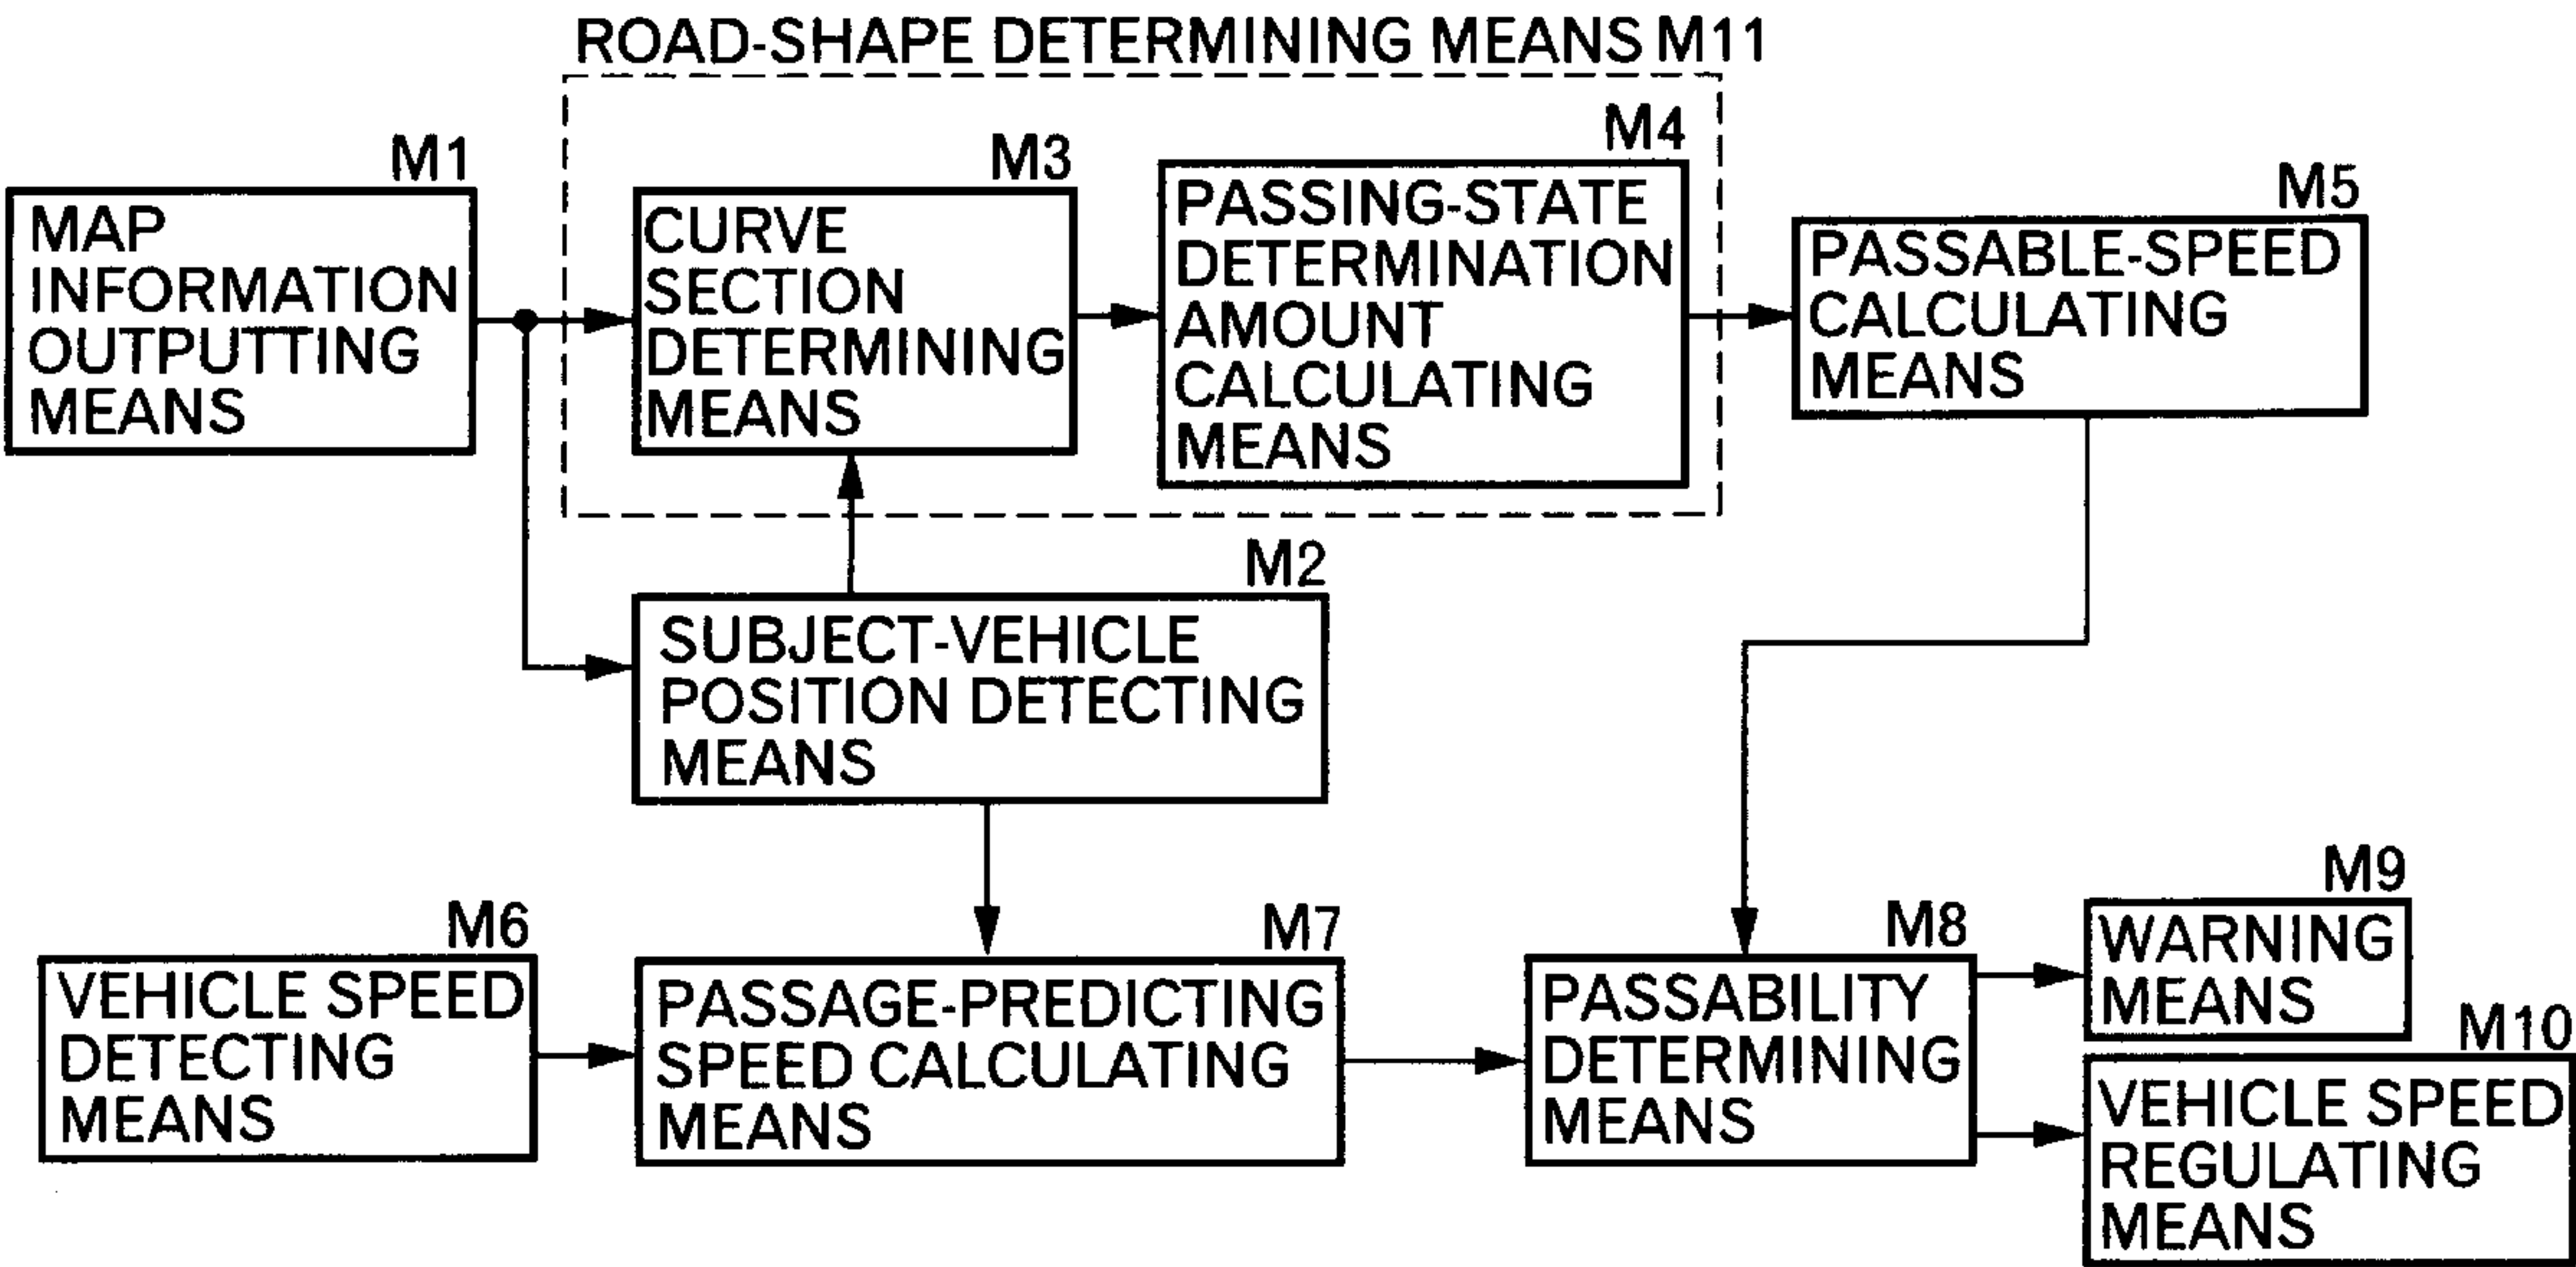 ROAD-SHAPE DETERMINING MEANS M11
M1
MAP
INFORMATION
OUTPUTTING
MEANS
M3
CURVE
SECTION
DETERMINING
MEANS
M4
PASSING-STATE
DETERMINATION
AMOUNT
CALCULATING
MEANS
M5
PASSABLE-SPEED
CALCULATING
MEANS
M2
SUBJECT-VEHICLE
POSITION DETECTING
MEANS
M6
VEHICLE SPEED
DETECTING
MEANS
M7
PASSAGE-PREDICTING
SPEED CALCULATING
MEANS
M8
PASSABILITY
DETERMINING
MEANS
M9
WARNING
MEANS
M10
VEHICLE SPEED
REGULATING
MEANS